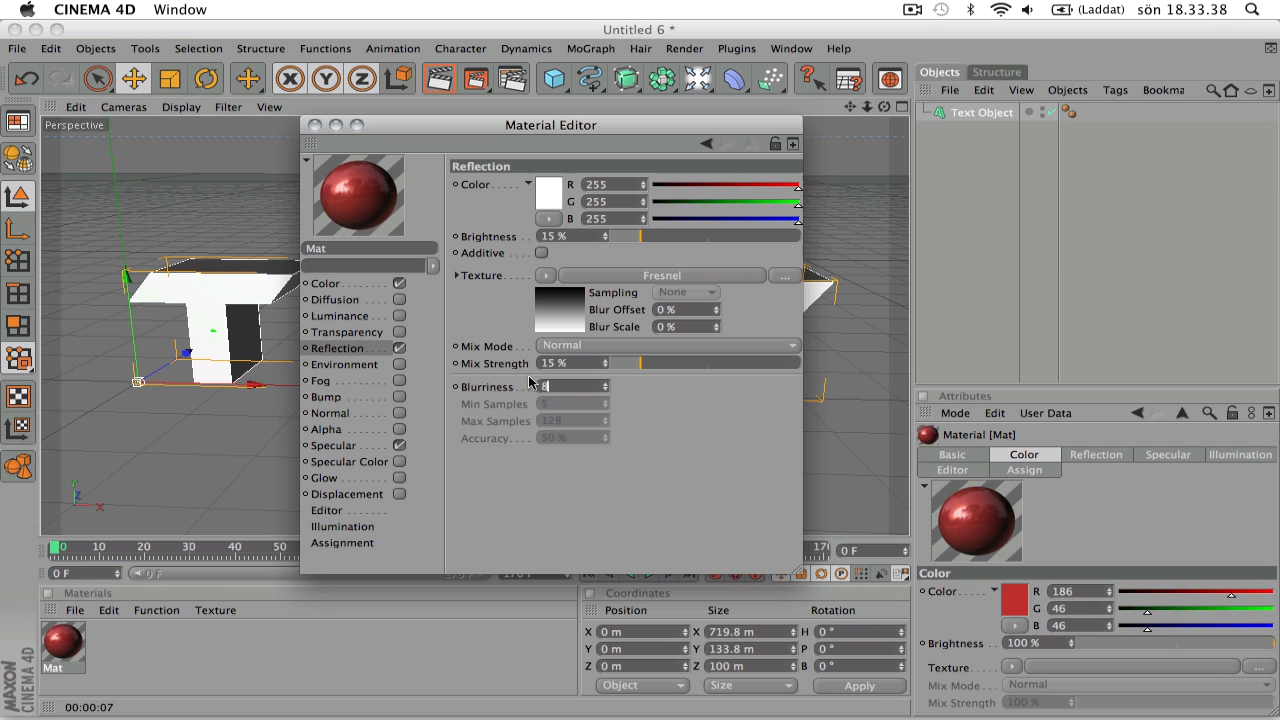 CINEMA 4D Window (Laddat) sön 18.33.38
Untitled 6 *
File Edit Objects Tools Selection Structure Functions Animation Character Dynamics MoGraph Hair Render Plugins Window Help
Objects Structure
File Edit View Objects Tags Bookma
Edit Cameras Display Filter View
Text Object
Perspective
Material Editor
Reflection
Color R 255
G 255
B 255
Brightness 15 %
Additive
Texture Fresnel ...
Sampling None
Blur Offset 0 %
Blur Scale 0 %
Mix Mode Normal
Mix Strength 15 %
Blurriness 8
Min Samples 5
Max Samples 128
Accuracy 50 %
Mat
Color
Diffusion
Luminance
Transparency
Reflection
Environment
Fog
Bump
Normal
Alpha
Specular
Specular Color
Glow
Displacement
Editor
Illumination
Assignment
Attributes
Mode Edit User Data
Material [Mat]
Basic Color Reflection Specular Illumination
Editor Assign
Color
Color R 186
G 46
B 46
Brightness 100 %
Texture ...
Mix Mode Normal
Mix Strength 100 %
0 10 20 30 40 50
0 F 0 F 0 F
Materials
File Edit Function Texture
Mat
Coordinates
Position Size Rotation
X 0 m X 719.8 m H 0 °
Y 0 m Y 133.8 m P 0 °
Z 0 m Z 100 m B 0 °
Object Size Apply
MAXON
CINEMA 4D
00:00:07